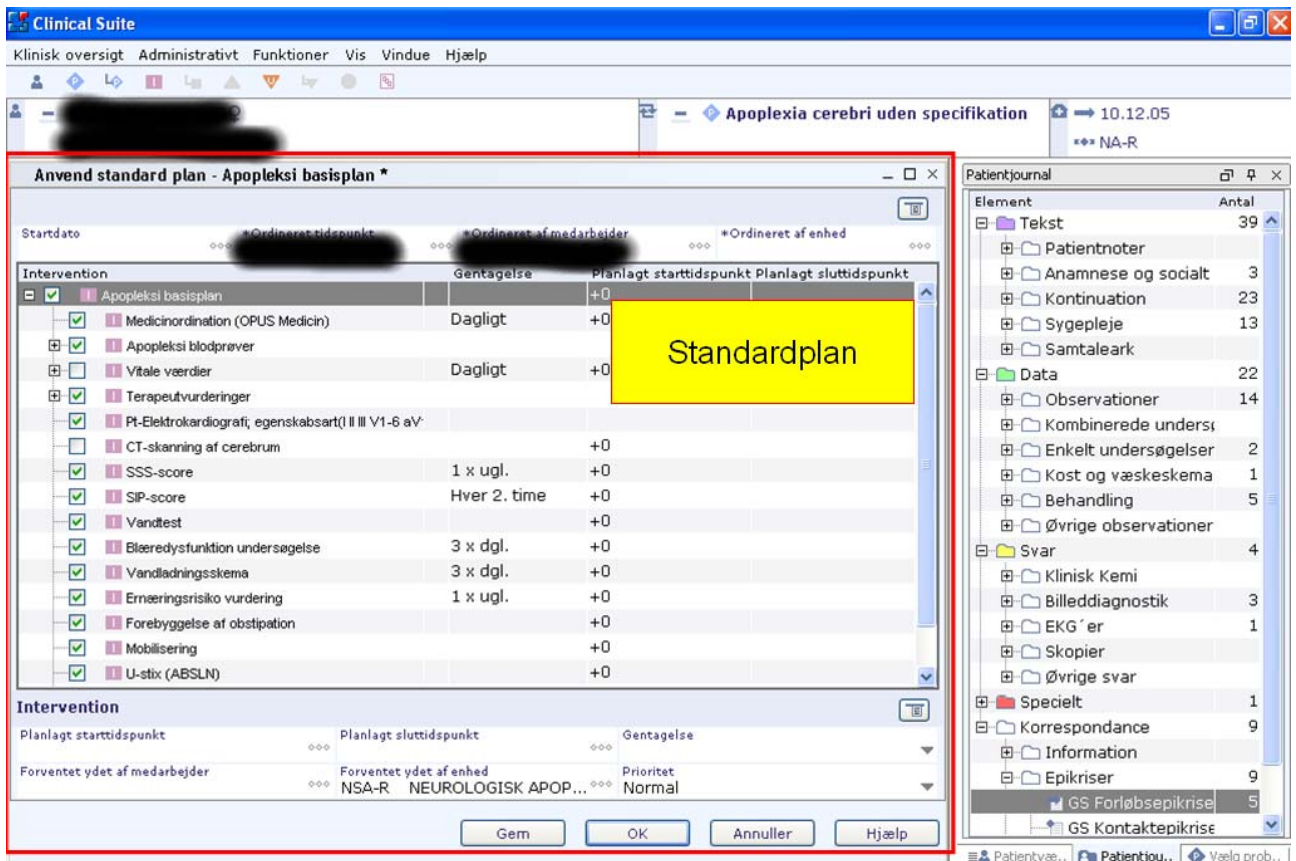 Clinical Suite
Klinisk oversigt Administrativt Funktioner Vis Vindue Hjælp
Apoplexia cerebri uden specifikation
10.12.05
NA-R
Anvend standard plan - Apopleksi basisplan *
Startdato *Ordineret tidspunkt *Ordineret af medarbejder *Ordineret af enhed
Intervention Gentagelse Planlagt starttidspunkt Planlagt sluttidspunkt
Apopleksi basisplan +0
Medicinordination (OPUS Medicin) Dagligt +0
Apopleksi blodprøver
Vitale værdier Dagligt +0
Terapeutvurderinger
Pt-Elektrokardiografi; egenskabsart(I II III V1-6 aV
CT-skanning af cerebrum +0
SSS-score 1 x ugl. +0
SIP-score Hver 2. time +0
Vandtest +0
Blæredysfunktion undersøgelse 3 x dgl. +0
Vandladningsskema 3 x dgl. +0
Ernæringsrisiko vurdering 1 x ugl. +0
Forebyggelse af obstipation +0
Mobilisering +0
U-stix (ABSLN) +0
Standardplan
Intervention
Planlagt starttidspunkt Planlagt sluttidspunkt Gentagelse
Forventet ydet af medarbejder Forventet ydet af enhed Prioritet
NSA-R NEUROLOGISK APOP... Normal
Gem OK Annuller Hjælp
Patientjournal
Element Antal
Tekst 39
Patientnoter
Anamnese og socialt 3
Kontinuation 23
Sygepleje 13
Samtaleark
Data 22
Observationer 14
Kombinerede undersø
Enkelt undersøgelser 2
Kost og væskeskema 1
Behandling 5
Øvrige observationer
Svar 4
Klinisk Kemi
Billeddiagnostik 3
EKG´er 1
Skopier
Øvrige svar
Specielt 1
Korrespondance 9
Information
Epikriser 9
GS Forløbsepikrise 5
GS Kontaktepikrise
Patientvæ.. Patientjou.. Vælg prob..